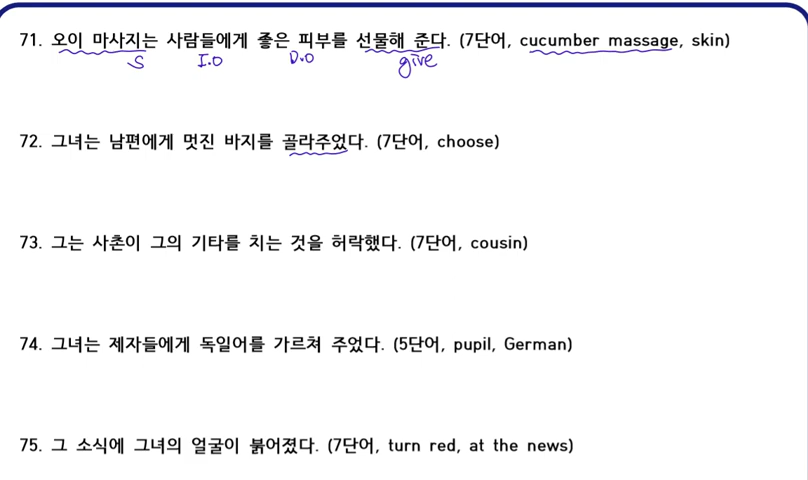 71. 오이 마사지는 사람들에게 좋은 피부를 선물해 준다. (7단어, cucumber massage, skin)
S I.O D.O give
72. 그녀는 남편에게 멋진 바지를 골라주었다. (7단어, choose)
73. 그는 사촌이 그의 기타를 치는 것을 허락했다. (7단어, cousin)
74. 그녀는 제자들에게 독일어를 가르쳐 주었다. (5단어, pupil, German)
75. 그 소식에 그녀의 얼굴이 붉어졌다. (7단어, turn red, at the news)